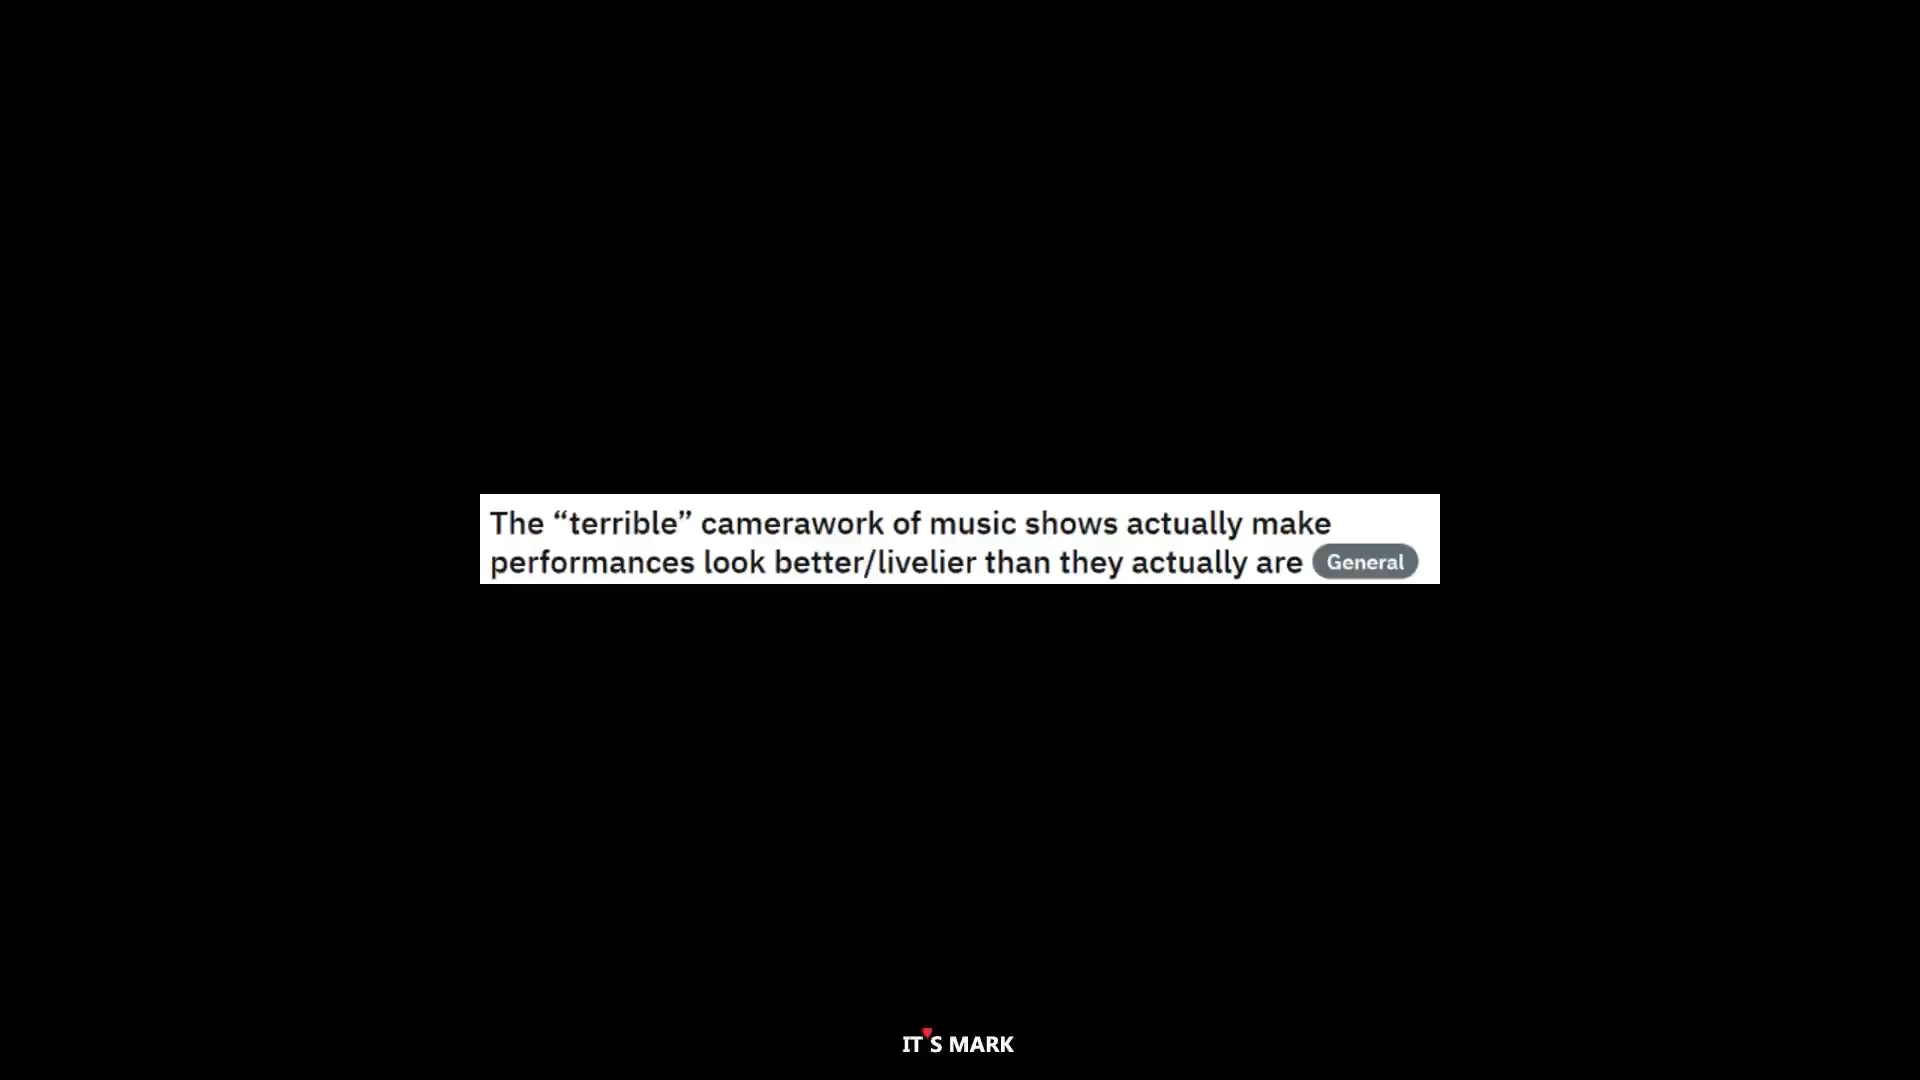 The “terrible” camerawork of music shows actually make
performances look better/livelier than they actually are General
IT'S MARK